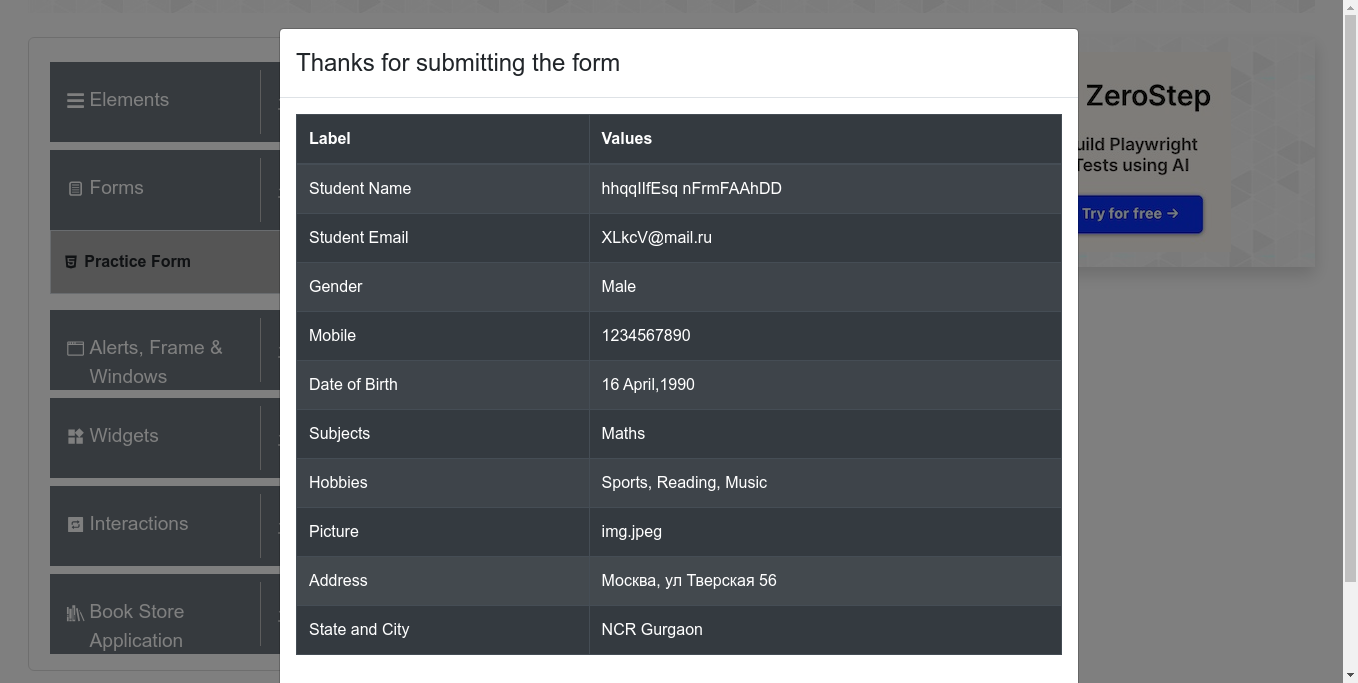 Thanks for submitting the form
Label Values
Student Name hhqqIlfEsq nFrmFAAhDD
Student Email XLkcV@mail.ru
Gender Male
Mobile 1234567890
Date of Birth 16 April,1990
Subjects Maths
Hobbies Sports, Reading, Music
Picture img.jpeg
Address Москва, ул Тверская 56
State and City NCR Gurgaon
Elements
Forms
Practice Form
Alerts, Frame &
Windows
Widgets
Interactions
Book Store
Application
ZeroStep
uild Playwright
Tests using AI
Try for free →